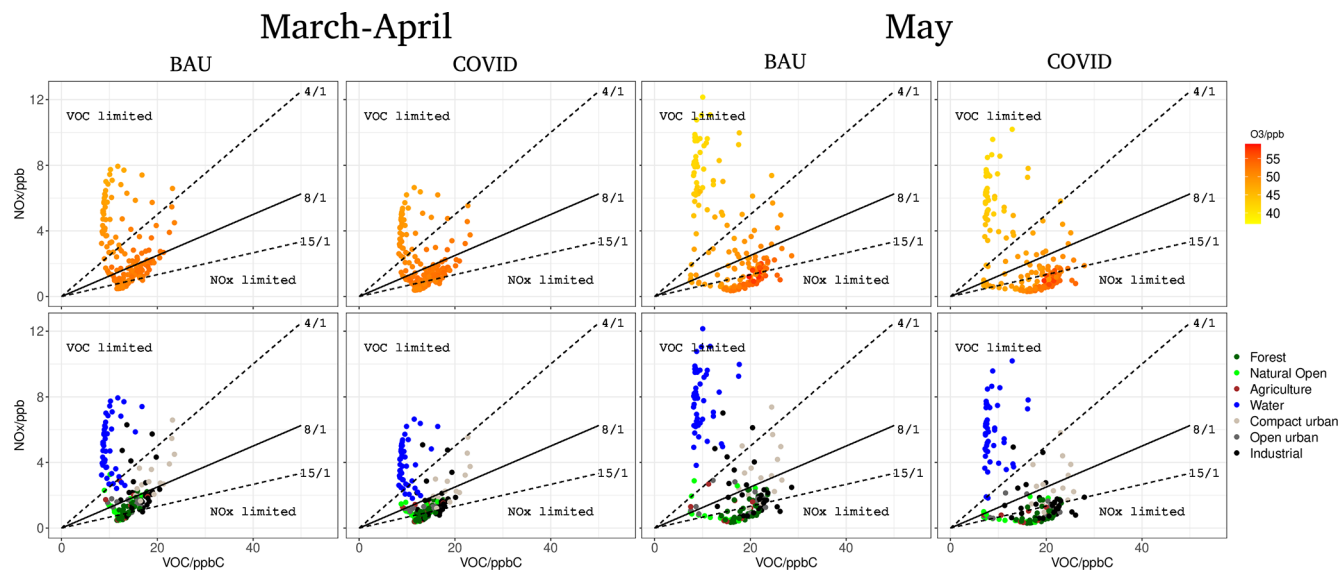 March-April May
BAU COVID BAU COVID
4/1 4/1 4/1 4/1
12
VOC limited VOC limited VOC limited VOC limited
O3/ppb
55
50
45
40
8
NOx/ppb
8/1 8/1 8/1 8/1
4
15/1 15/1 15/1 15/1
NOx limited NOx limited NOx limited NOx limited
0
4/1 4/1 4/1 4/1
12
VOC limited VOC limited VOC limited VOC limited
Forest
Natural Open
Agriculture
Water
Compact urban
Open urban
Industrial
8
NOx/ppb
8/1 8/1 8/1 8/1
4
15/1 15/1 15/1 15/1
NOx limited NOx limited NOx limited NOx limited
0
0 20 40 0 20 40 0 20 40 0 20 40
VOC/ppbC VOC/ppbC VOC/ppbC VOC/ppbC